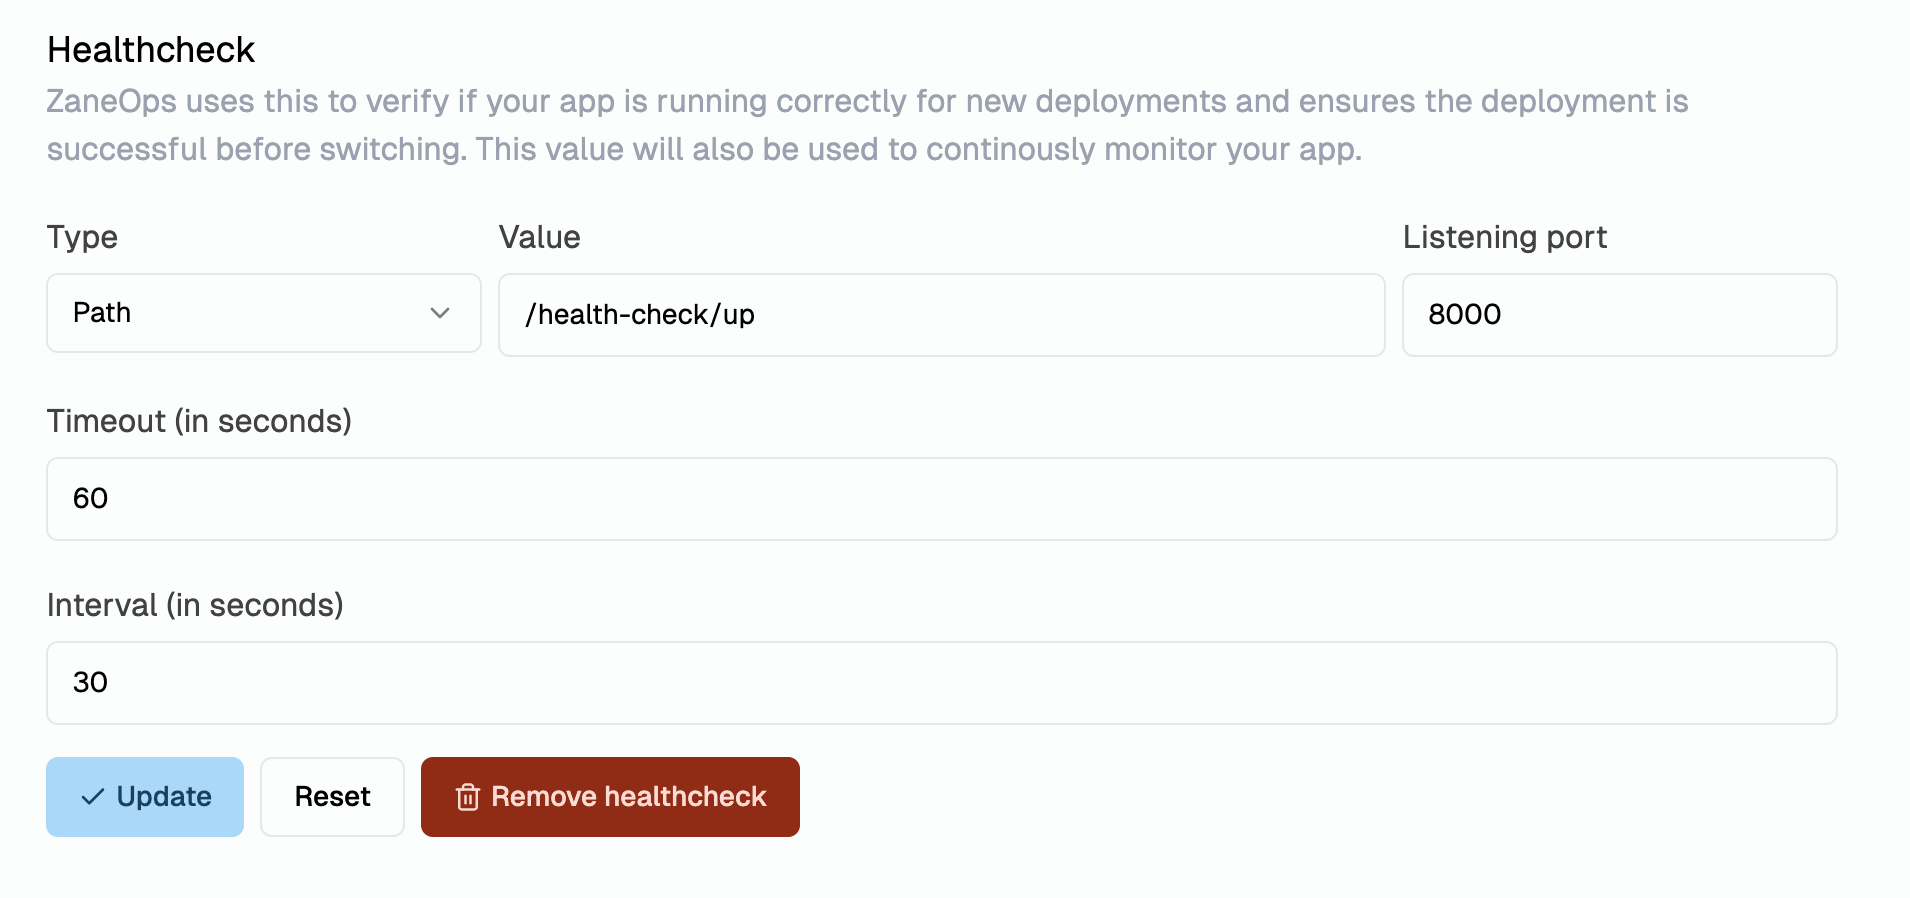 Healthcheck
ZaneOps uses this to verify if your app is running correctly for new deployments and ensures the deployment is
successful before switching. This value will also be used to continously monitor your app.
Type
Value
Listening port
Path
/health-check/up
8000
Timeout (in seconds)
60
Interval (in seconds)
30
Update
Reset
Remove healthcheck